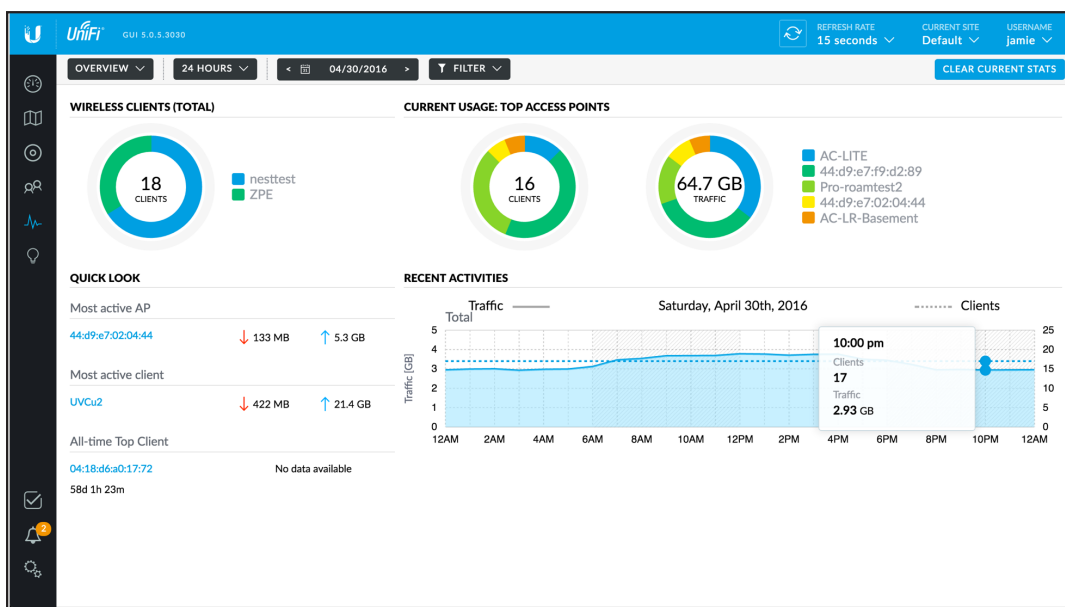 UniFi GUI 5.0.5.3030
REFRESH RATE
15 seconds
CURRENT SITE
Default
USERNAME
jamie
OVERVIEW
24 HOURS
< 04/30/2016 >
FILTER
CLEAR CURRENT STATS
WIRELESS CLIENTS (TOTAL)
18
CLIENTS
nesttest
ZPE
CURRENT USAGE: TOP ACCESS POINTS
16
CLIENTS
64.7 GB
TRAFFIC
AC-LITE
44:d9:e7:f9:d2:89
Pro-roamtest2
44:d9:e7:02:04:44
AC-LR-Basement
QUICK LOOK
Most active AP
44:d9:e7:02:04:44 ↓ 133 MB ↑ 5.3 GB
Most active client
UVCu2 ↓ 422 MB ↑ 21.4 GB
All-time Top Client
04:18:d6:a0:17:72 No data available
58d 1h 23m
RECENT ACTIVITIES
Traffic Saturday, April 30th, 2016 Clients
Total
Traffic [GB]
5
4
3
2
1
0
25
20
15
10
5
0
12AM 2AM 4AM 6AM 8AM 10AM 12PM 2PM 4PM 6PM 8PM 10PM 12AM
10:00 pm
Clients
17
Traffic
2.93 GB
2